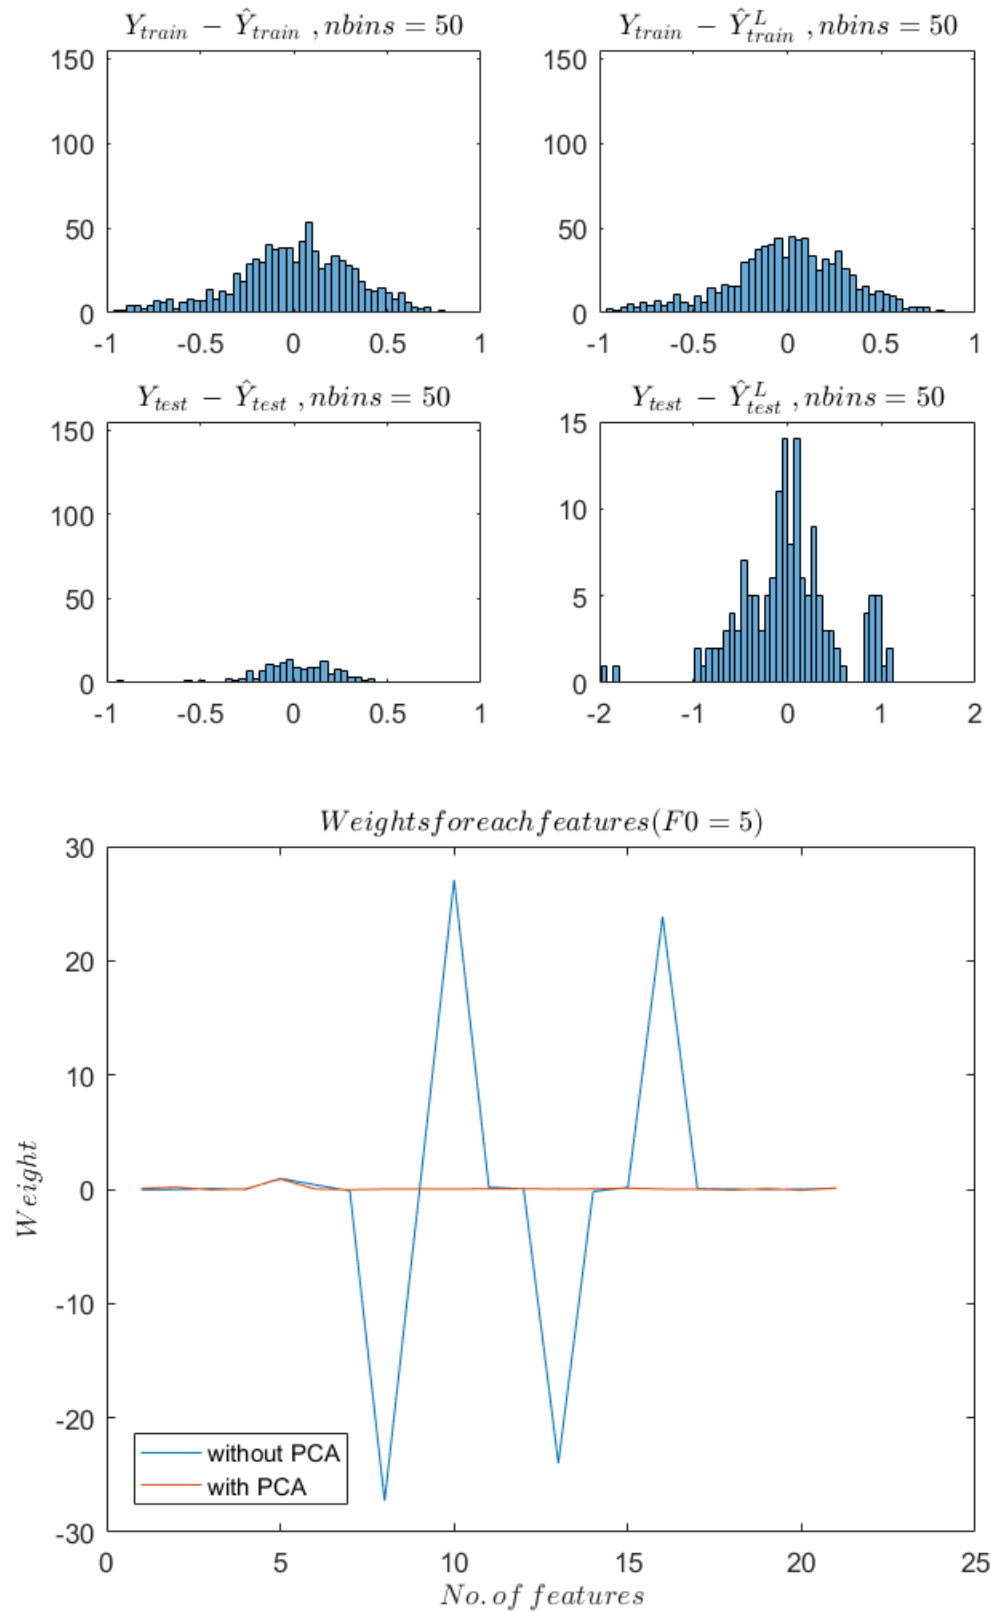 Y_train − Ŷ_train , nbins = 50
Y_train − Ŷ^L_train , nbins = 50
150
100
50
0
-1 -0.5 0 0.5 1
150
100
50
0
-1 -0.5 0 0.5 1
Y_test − Ŷ_test , nbins = 50
Y_test − Ŷ^L_test , nbins = 50
150
100
50
0
-1 -0.5 0 0.5 1
15
10
5
0
-2 -1 0 1 2
Weightsforeachfeatures(F0 = 5)
30
20
10
0
-10
-20
-30
Weight
without PCA
with PCA
0 5 10 15 20 25
No.offeatures